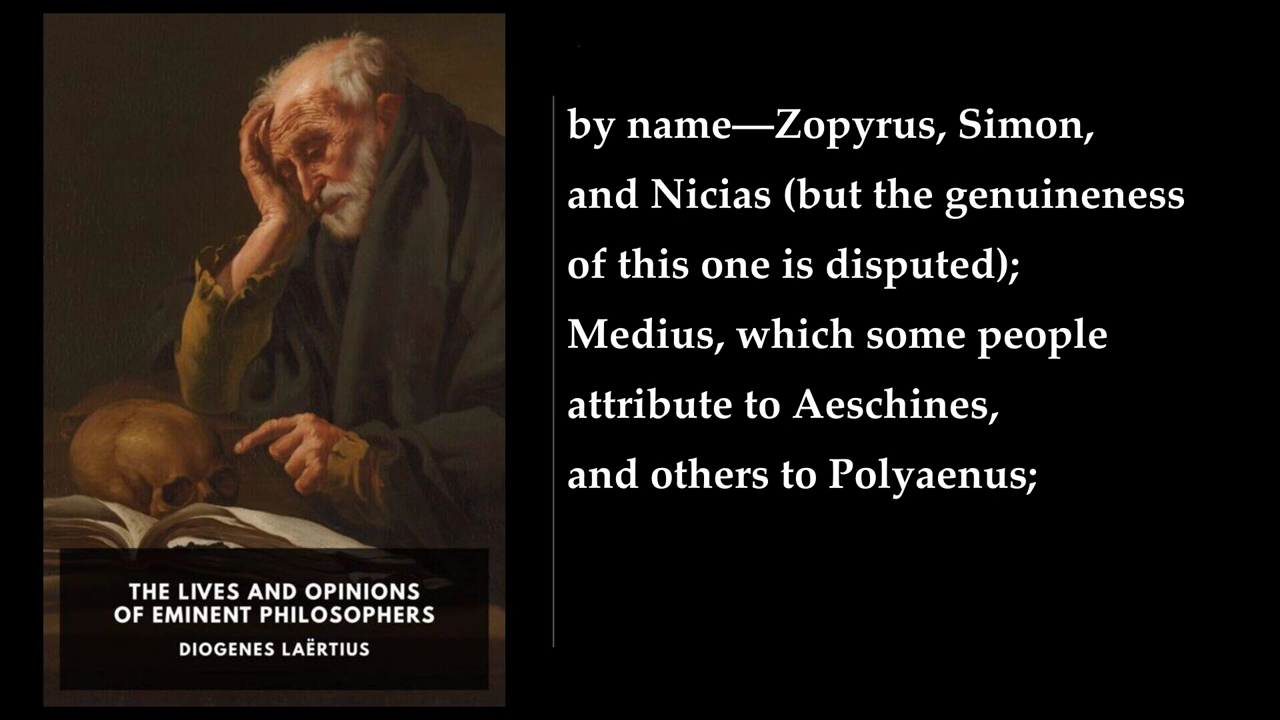 THE LIVES AND OPINIONS
OF EMINENT PHILOSOPHERS
DIOGENES LAËRTIUS
by name—Zopyrus, Simon,
and Nicias (but the genuineness
of this one is disputed);
Medius, which some people
attribute to Aeschines,
and others to Polyaenus;